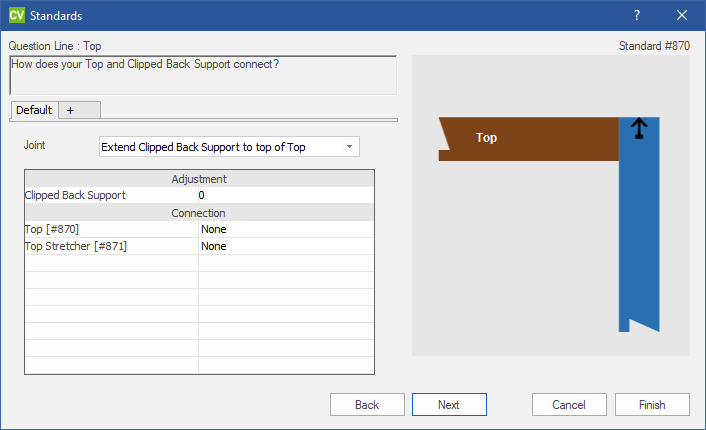 CV Standards ?
Question Line : Top Standard #870
How does your Top and Clipped Back Support connect?
Default +
Joint Extend Clipped Back Support to top of Top
Adjustment
Clipped Back Support 0
Connection
Top [#870] None
Top Stretcher [#871] None
Top
Back Next Cancel Finish